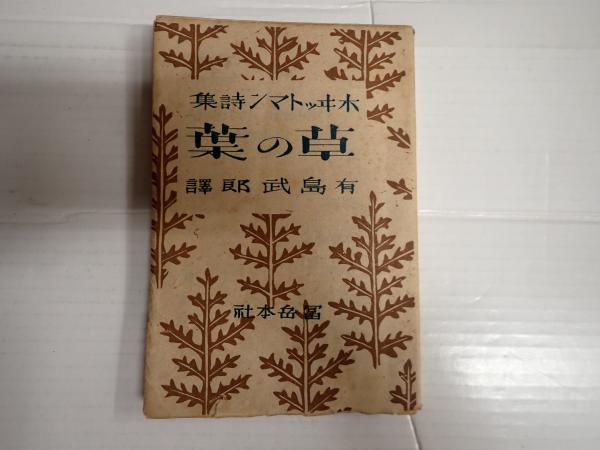 ホヰットマン詩集
草の葉
有島武郎譯
冨岳本社